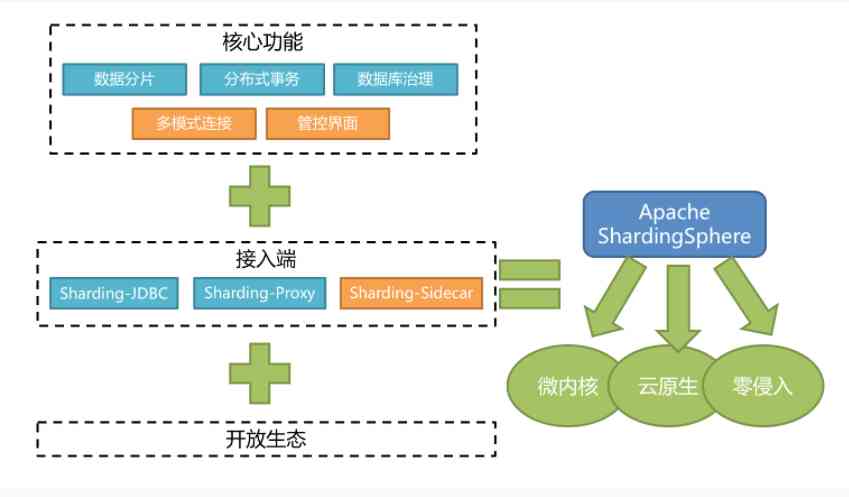 核心功能
数据分片
分布式事务
数据库治理
多模式连接
管控界面
接入端
Sharding-JDBC
Sharding-Proxy
Sharding-Sidecar
开放生态
Apache
ShardingSphere
微内核
云原生
零侵入